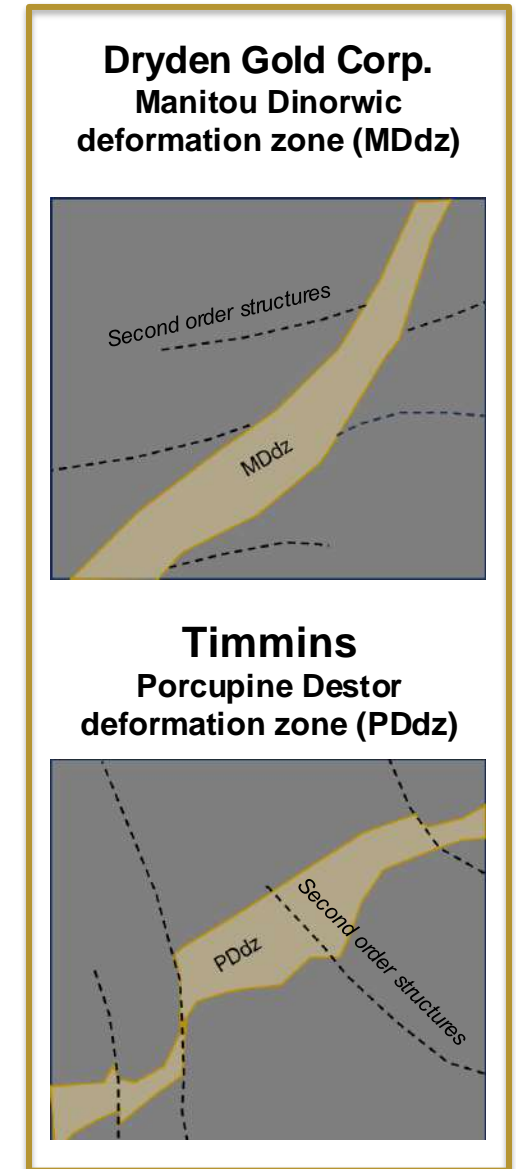 Dryden Gold Corp.
Manitou Dinorwic
deformation zone (MDdz)
Second order structures
MDdz
Timmins
Porcupine Destor
deformation zone (PDdz)
Second order structures
PDdz